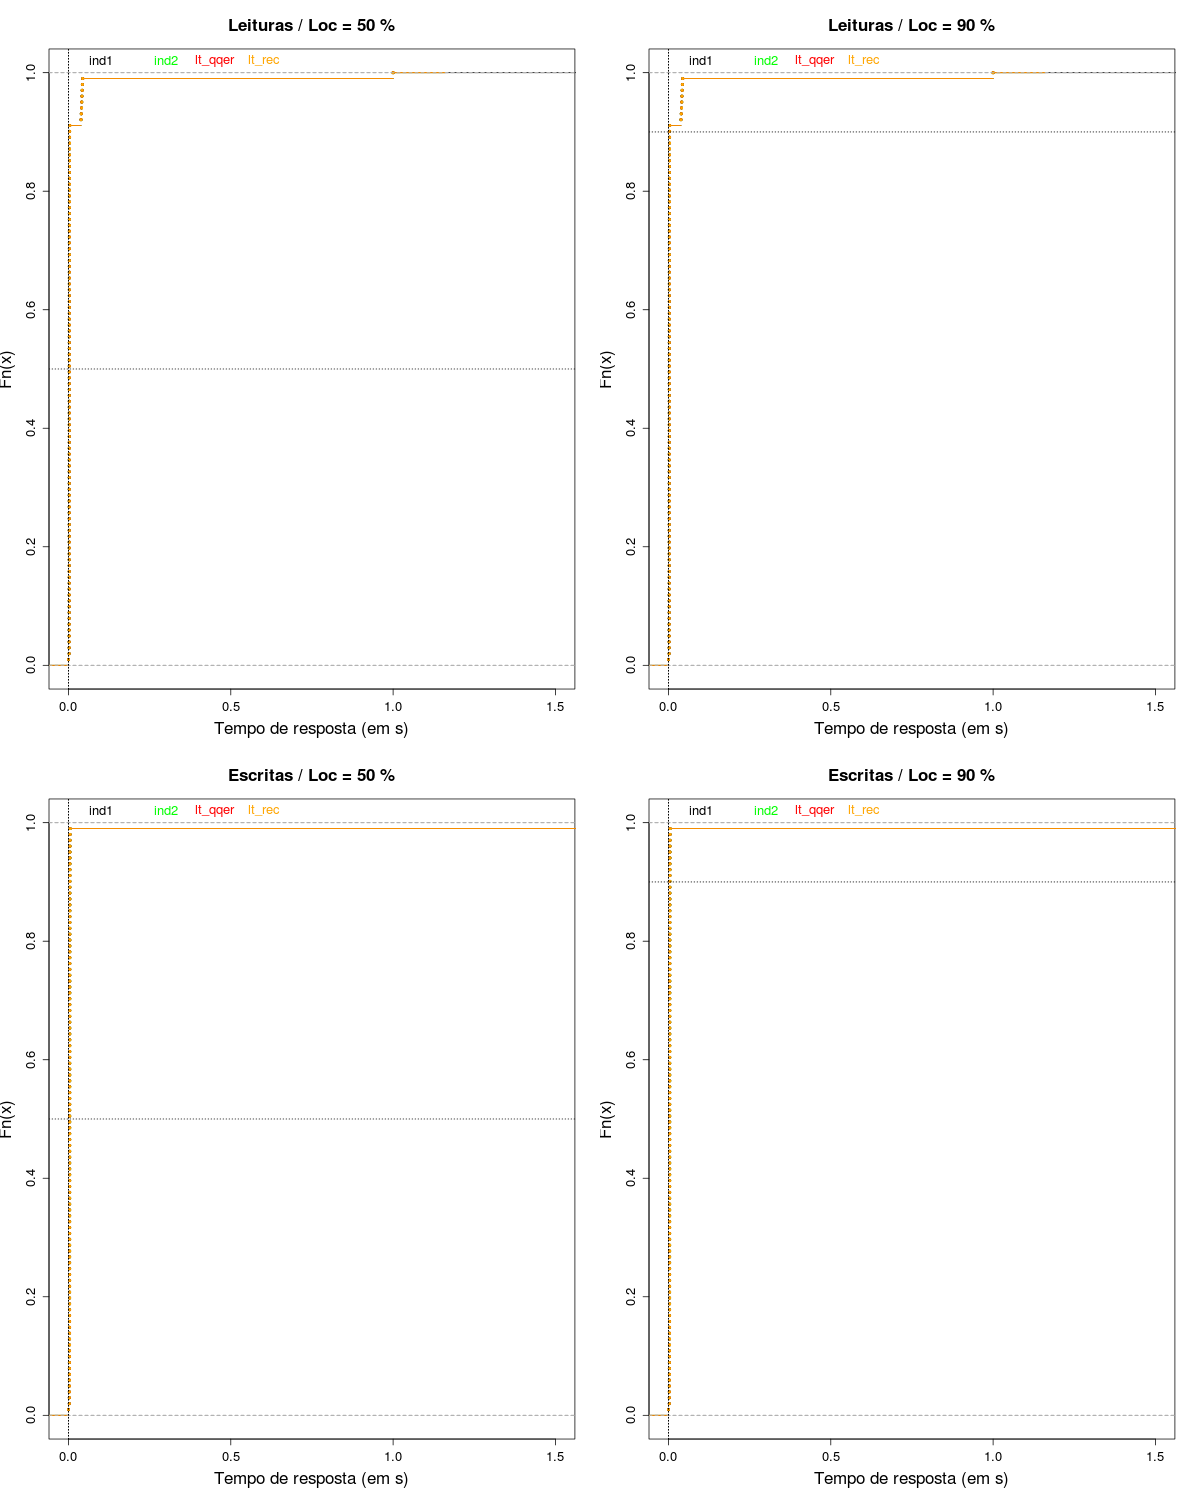 Leituras / Loc = 50 %
ind1 ind2 lt_qqer lt_rec
Fn(x)
0.0 0.2 0.4 0.6 0.8 1.0
0.0 0.5 1.0 1.5
Tempo de resposta (em s)
Leituras / Loc = 90 %
ind1 ind2 lt_qqer lt_rec
Fn(x)
0.0 0.2 0.4 0.6 0.8 1.0
0.0 0.5 1.0 1.5
Tempo de resposta (em s)
Escritas / Loc = 50 %
ind1 ind2 lt_qqer lt_rec
Fn(x)
0.0 0.2 0.4 0.6 0.8 1.0
0.0 0.5 1.0 1.5
Tempo de resposta (em s)
Escritas / Loc = 90 %
ind1 ind2 lt_qqer lt_rec
Fn(x)
0.0 0.2 0.4 0.6 0.8 1.0
0.0 0.5 1.0 1.5
Tempo de resposta (em s)